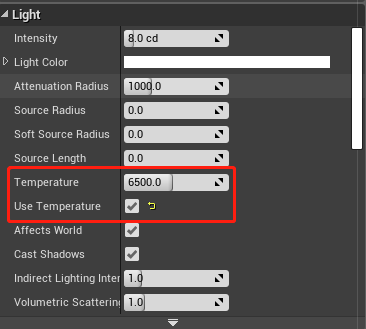 Light
Intensity 8.0 cd
Light Color
Attenuation Radius 1000.0
Source Radius 0.0
Soft Source Radius 0.0
Source Length 0.0
Temperature 6500.0
Use Temperature
Affects World
Cast Shadows
Indirect Lighting Inter 1.0
Volumetric Scattering 1.0